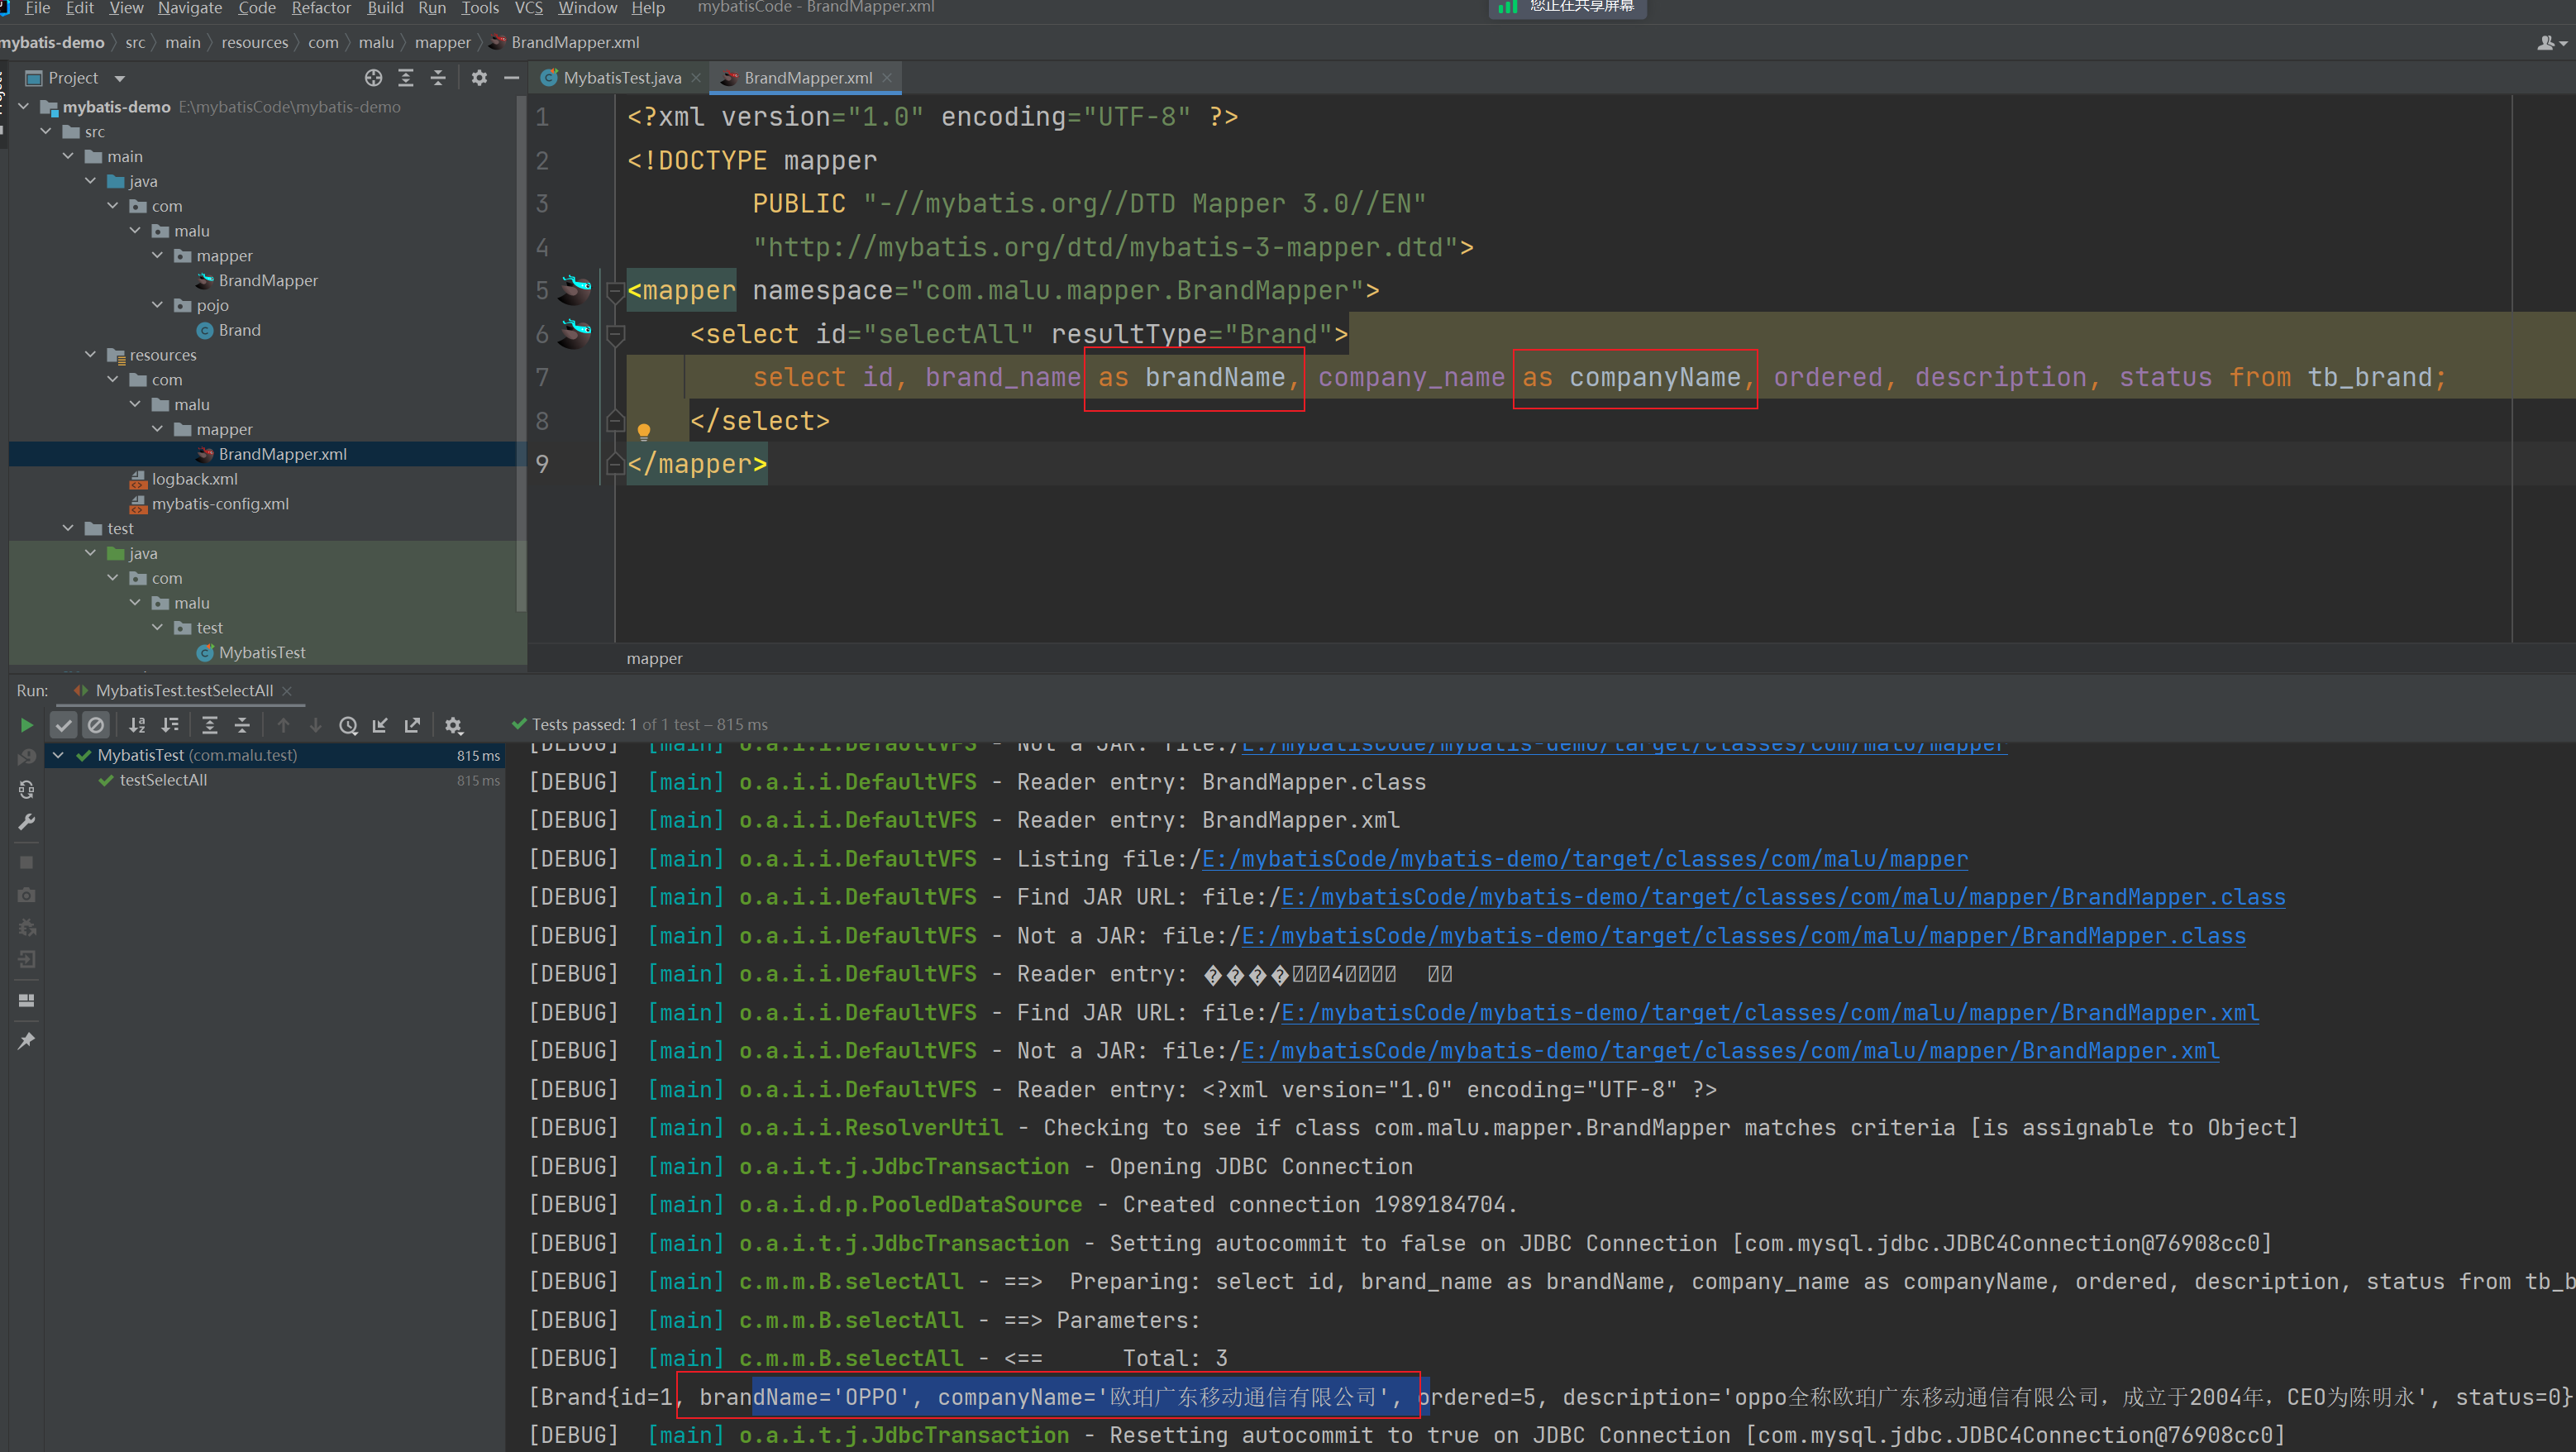 File Edit View Navigate Code Refactor Build Run Tools VCS Window Help mybatisCode - BrandMapper.xml 您正在共享屏幕
mybatis-demo src main resources com malu mapper BrandMapper.xml
Project
MybatisTest.java BrandMapper.xml
mybatis-demo E:\mybatisCode\mybatis-demo
src
main
java
com
malu
mapper
BrandMapper
pojo
Brand
resources
com
malu
mapper
BrandMapper.xml
logback.xml
mybatis-config.xml
test
java
com
malu
test
MybatisTest
1 <?xml version="1.0" encoding="UTF-8" ?>
2 <!DOCTYPE mapper
3 PUBLIC "-//mybatis.org//DTD Mapper 3.0//EN"
4 "http://mybatis.org/dtd/mybatis-3-mapper.dtd">
5 <mapper namespace="com.malu.mapper.BrandMapper">
6 <select id="selectAll" resultType="Brand">
7 select id, brand_name as brandName, company_name as companyName, ordered, description, status from tb_brand;
8 </select>
9 </mapper>
mapper
Run: MybatisTest.testSelectAll
Tests passed: 1 of 1 test – 815 ms
MybatisTest (com.malu.test) 815 ms
testSelectAll 815 ms
[DEBUG] [main] o.a.i.i.DefaultVFS - Not a JAR: file:/E:/mybatisCode/mybatis-demo/target/classes/com/malu/mapper
[DEBUG] [main] o.a.i.i.DefaultVFS - Reader entry: BrandMapper.class
[DEBUG] [main] o.a.i.i.DefaultVFS - Reader entry: BrandMapper.xml
[DEBUG] [main] o.a.i.i.DefaultVFS - Listing file:/E:/mybatisCode/mybatis-demo/target/classes/com/malu/mapper
[DEBUG] [main] o.a.i.i.DefaultVFS - Find JAR URL: file:/E:/mybatisCode/mybatis-demo/target/classes/com/malu/mapper/BrandMapper.class
[DEBUG] [main] o.a.i.i.DefaultVFS - Not a JAR: file:/E:/mybatisCode/mybatis-demo/target/classes/com/malu/mapper/BrandMapper.class
[DEBUG] [main] o.a.i.i.DefaultVFS - Reader entry: ����
[DEBUG] [main] o.a.i.i.DefaultVFS - Find JAR URL: file:/E:/mybatisCode/mybatis-demo/target/classes/com/malu/mapper/BrandMapper.xml
[DEBUG] [main] o.a.i.i.DefaultVFS - Not a JAR: file:/E:/mybatisCode/mybatis-demo/target/classes/com/malu/mapper/BrandMapper.xml
[DEBUG] [main] o.a.i.i.DefaultVFS - Reader entry: <?xml version="1.0" encoding="UTF-8" ?>
[DEBUG] [main] o.a.i.i.ResolverUtil - Checking to see if class com.malu.mapper.BrandMapper matches criteria [is assignable to Object]
[DEBUG] [main] o.a.i.t.j.JdbcTransaction - Opening JDBC Connection
[DEBUG] [main] o.a.i.d.p.PooledDataSource - Created connection 1989184704.
[DEBUG] [main] o.a.i.t.j.JdbcTransaction - Setting autocommit to false on JDBC Connection [com.mysql.jdbc.JDBC4Connection@76908cc0]
[DEBUG] [main] c.m.m.B.selectAll - ==> Preparing: select id, brand_name as brandName, company_name as companyName, ordered, description, status from tb_b
[DEBUG] [main] c.m.m.B.selectAll - ==> Parameters:
[DEBUG] [main] c.m.m.B.selectAll - <== Total: 3
[Brand{id=1, brandName='OPPO', companyName='欧珀广东移动通信有限公司', ordered=5, description='oppo全称欧珀广东移动通信有限公司，成立于2004年，CEO为陈明永', status=0}
[DEBUG] [main] o.a.i.t.j.JdbcTransaction - Resetting autocommit to true on JDBC Connection [com.mysql.jdbc.JDBC4Connection@76908cc0]